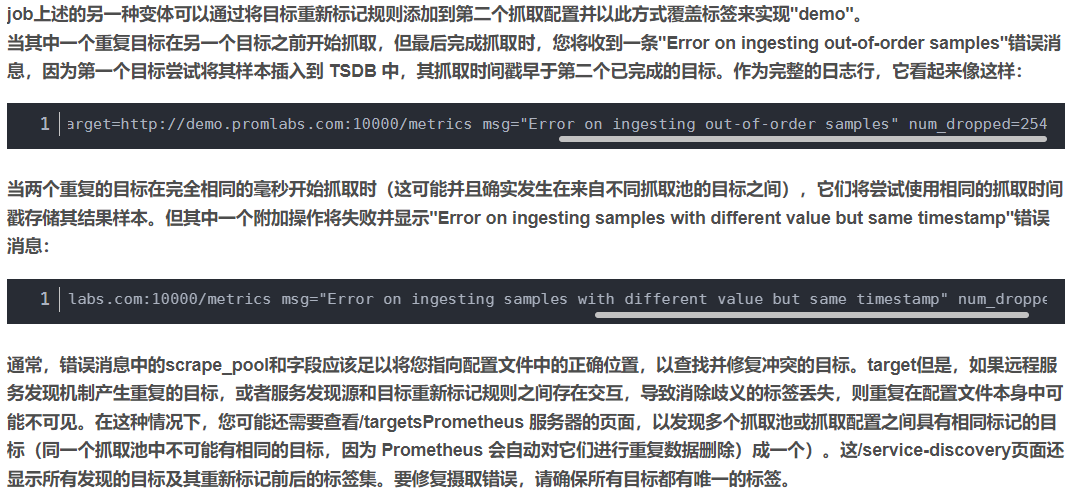 job上述的另一种变体可以通过将目标重新标记规则添加到第二个抓取配置并以此方式覆盖标签来实现"demo"。
当其中一个重复目标在另一个目标之前开始抓取，但最后完成抓取时，您将收到一条"Error on ingesting out-of-order samples"错误消
息，因为第一个目标尝试将其样本插入到 TSDB 中，其抓取时间戳早于第二个已完成的目标。作为完整的日志行，它看起来像这样：
1 arget=http://demo.promlabs.com:10000/metrics msg="Error on ingesting out-of-order samples" num_dropped=254
当两个重复的目标在完全相同的毫秒开始抓取时（这可能并且确实发生在来自不同抓取池的目标之间），它们将尝试使用相同的抓取时间
戳存储其结果样本。但其中一个附加操作将失败并显示"Error on ingesting samples with different value but same timestamp"错误
消息：
1 labs.com:10000/metrics msg="Error on ingesting samples with different value but same timestamp" num_droppe
通常，错误消息中的scrape_pool和字段应该足以将您指向配置文件中的正确位置，以查找并修复冲突的目标。target但是，如果远程服
务发现机制产生重复的目标，或者服务发现源和目标重新标记规则之间存在交互，导致消除歧义的标签丢失，则重复在配置文件本身中可
能不可见。在这种情况下，您可能还需要查看/targetsPrometheus 服务器的页面，以发现多个抓取池或抓取配置之间具有相同标记的目
标（同一个抓取池中不可能有相同的目标，因为 Prometheus 会自动对它们进行重复数据删除）成一个）。这/service-discovery页面还
显示所有发现的目标及其重新标记前后的标签集。要修复摄取错误，请确保所有目标都有唯一的标签。